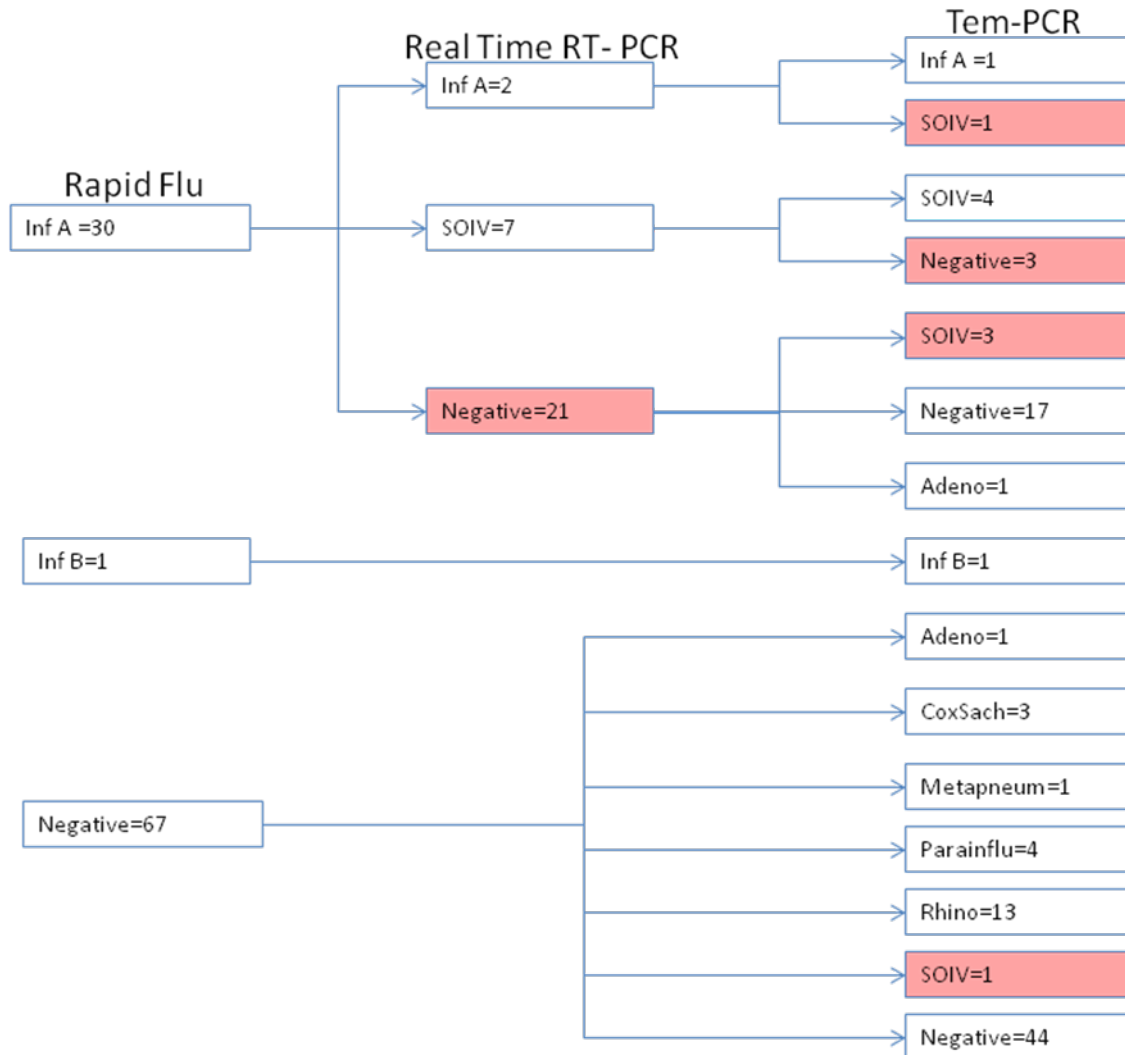 Tem-PCR
Real Time RT- PCR
Rapid Flu
Inf A =30
Inf A=2
SOIV=7
Negative=21
Inf A =1
SOIV=1
SOIV=4
Negative=3
SOIV=3
Negative=17
Adeno=1
Inf B=1
Inf B=1
Negative=67
Adeno=1
CoxSach=3
Metapneum=1
Parainflu=4
Rhino=13
SOIV=1
Negative=44